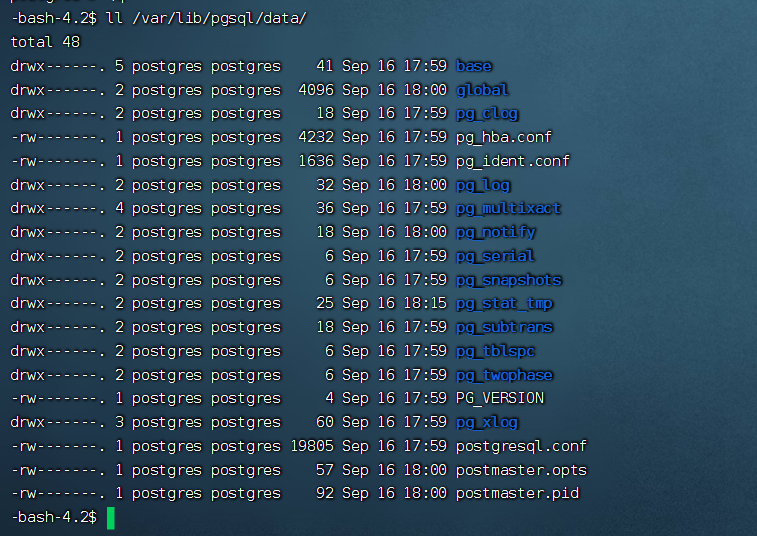 -bash-4.2$ ll /var/lib/pgsql/data/
total 48
drwx------. 5 postgres postgres    41 Sep 16 17:59 base
drwx------. 2 postgres postgres  4096 Sep 16 18:00 global
drwx------. 2 postgres postgres    18 Sep 16 17:59 pg_clog
-rw-------. 1 postgres postgres  4232 Sep 16 17:59 pg_hba.conf
-rw-------. 1 postgres postgres  1636 Sep 16 17:59 pg_ident.conf
drwx------. 2 postgres postgres    32 Sep 16 18:00 pg_log
drwx------. 4 postgres postgres    36 Sep 16 17:59 pg_multixact
drwx------. 2 postgres postgres    18 Sep 16 18:00 pg_notify
drwx------. 2 postgres postgres     6 Sep 16 17:59 pg_serial
drwx------. 2 postgres postgres     6 Sep 16 17:59 pg_snapshots
drwx------. 2 postgres postgres    25 Sep 16 18:15 pg_stat_tmp
drwx------. 2 postgres postgres    18 Sep 16 17:59 pg_subtrans
drwx------. 2 postgres postgres     6 Sep 16 17:59 pg_tblspc
drwx------. 2 postgres postgres     6 Sep 16 17:59 pg_twophase
-rw-------. 1 postgres postgres     4 Sep 16 17:59 PG_VERSION
drwx------. 3 postgres postgres    60 Sep 16 17:59 pg_xlog
-rw-------. 1 postgres postgres 19805 Sep 16 17:59 postgresql.conf
-rw-------. 1 postgres postgres    57 Sep 16 18:00 postmaster.opts
-rw-------. 1 postgres postgres    92 Sep 16 18:00 postmaster.pid
-bash-4.2$